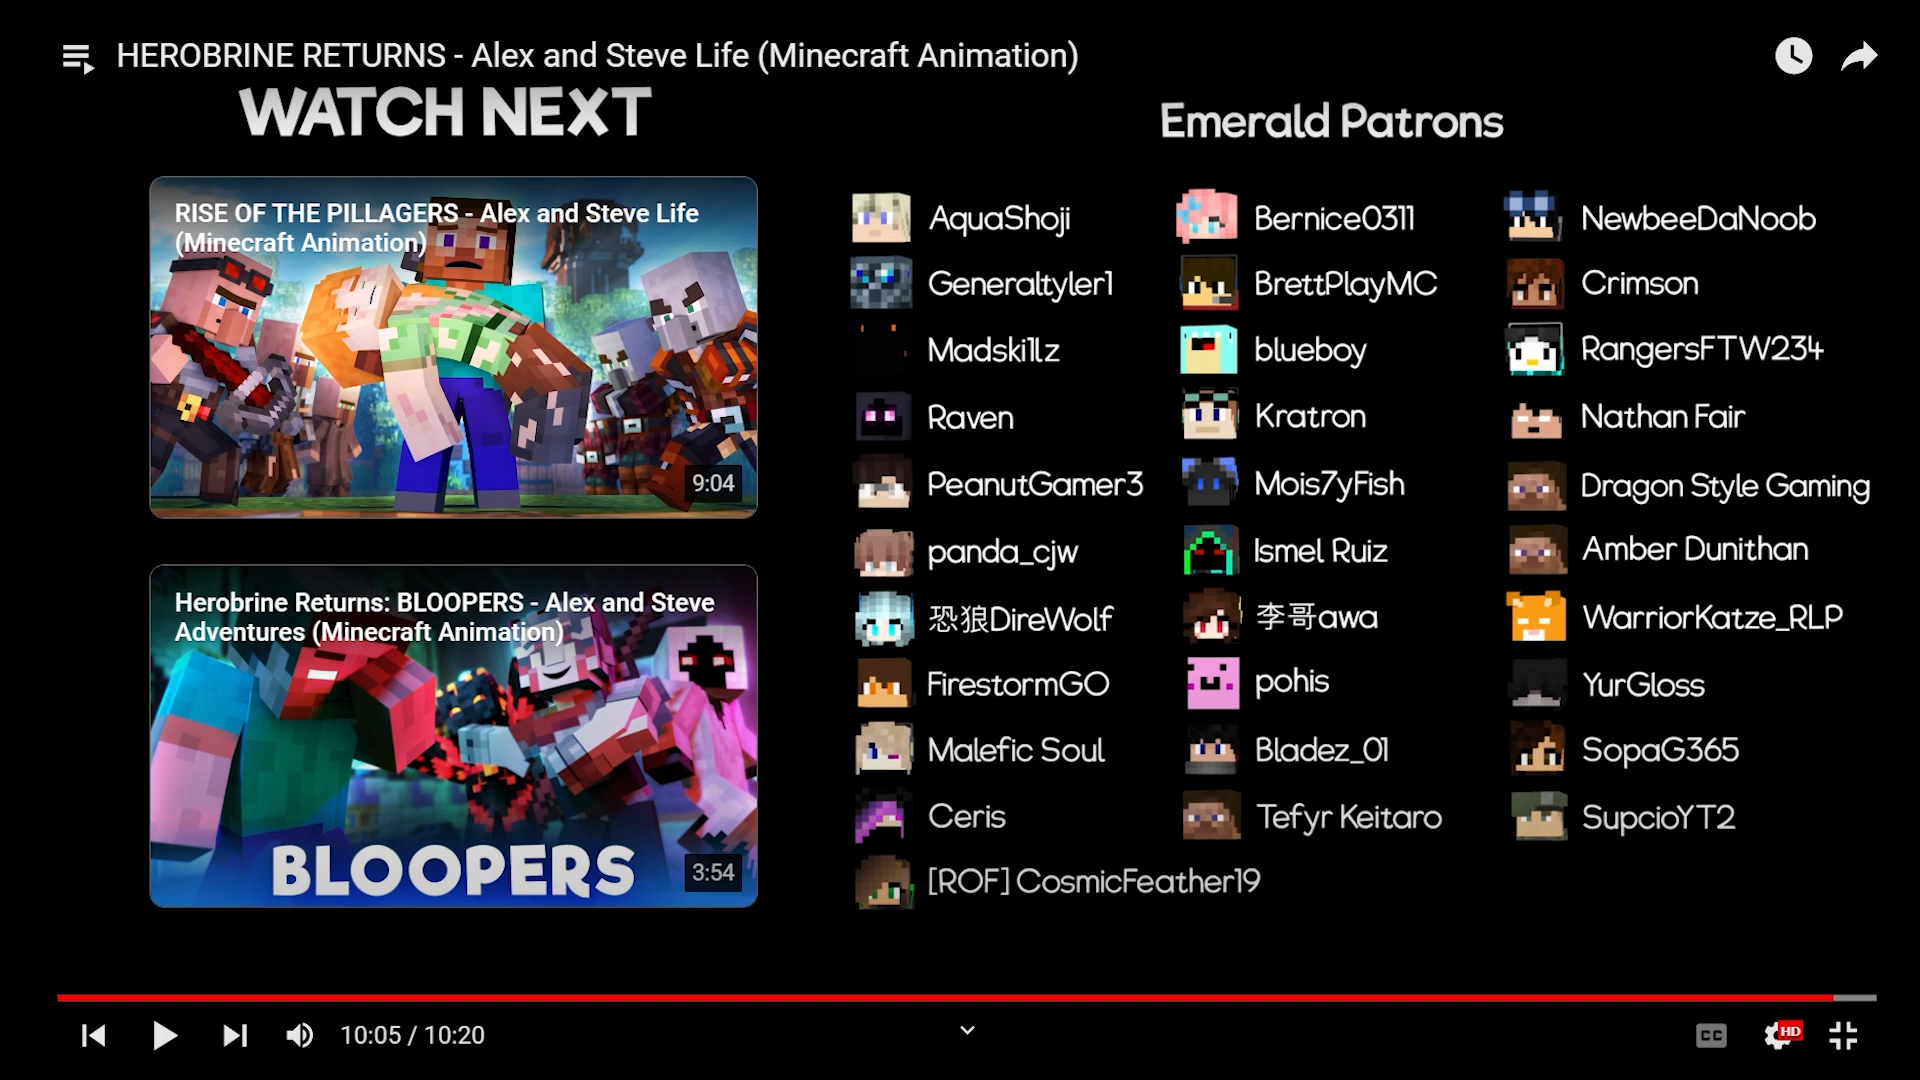 HEROBRINE RETURNS - Alex and Steve Life (Minecraft Animation)
WATCH NEXT
RISE OF THE PILLAGERS - Alex and Steve Life
(Minecraft Animation)
9:04
Herobrine Returns: BLOOPERS - Alex and Steve
Adventures (Minecraft Animation)
BLOOPERS
3:54
Emerald Patrons
AquaShoji
Bernice0311
NewbeeDaNoob
Generaltyler1
BrettPlayMC
Crimson
Madski1lz
blueboy
RangersFTW234
Raven
Kratron
Nathan Fair
PeanutGamer3
Mois7yFish
Dragon Style Gaming
panda_cjw
Ismel Ruiz
Amber Dunithan
恐狼DireWolf
李哥awa
WarriorKatze_RLP
FirestormGO
pohis
YurGloss
Malefic Soul
Bladez_01
SopaG365
Ceris
Tefyr Keitaro
SupcioYT2
[ROF] CosmicFeather19
10:05 / 10:20
CC
HD